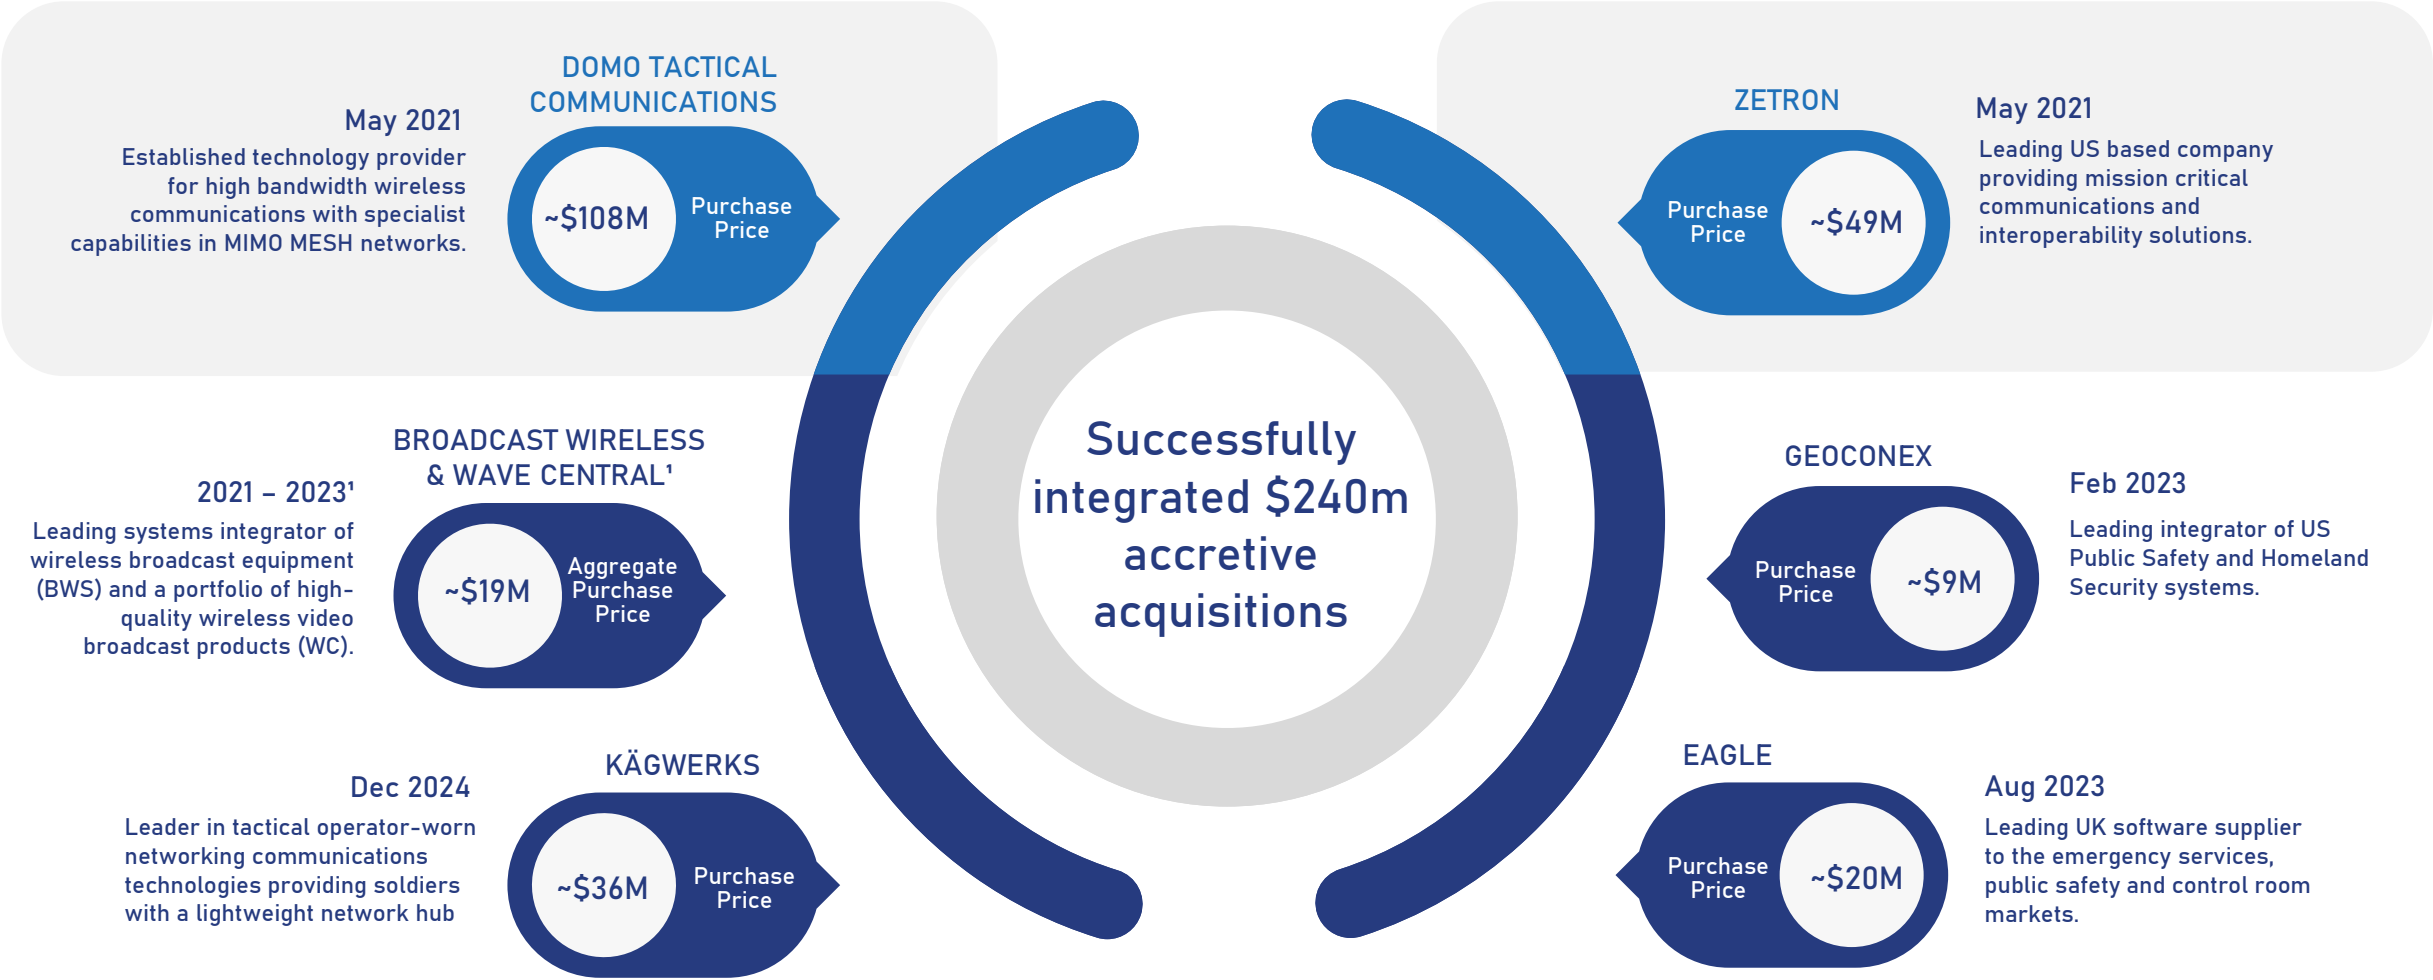 DOMO TACTICAL
COMMUNICATIONS
May 2021
Established technology provider
for high bandwidth wireless
communications with specialist
capabilities in MIMO MESH networks.
~$108M
Purchase
Price
ZETRON
May 2021
Leading US based company
providing mission critical
communications and
interoperability solutions.
Purchase
Price
~$49M
BROADCAST WIRELESS
& WAVE CENTRAL¹
2021 – 2023¹
Leading systems integrator of
wireless broadcast equipment
(BWS) and a portfolio of high-
quality wireless video
broadcast products (WC).
~$19M
Aggregate
Purchase
Price
Successfully
integrated $240m
accretive
acquisitions
GEOCONEX
Feb 2023
Leading integrator of US
Public Safety and Homeland
Security systems.
Purchase
Price
~$9M
KÄGWERKS
Dec 2024
Leader in tactical operator-worn
networking communications
technologies providing soldiers
with a lightweight network hub
~$36M
Purchase
Price
EAGLE
Aug 2023
Leading UK software supplier
to the emergency services,
public safety and control room
markets.
Purchase
Price
~$20M